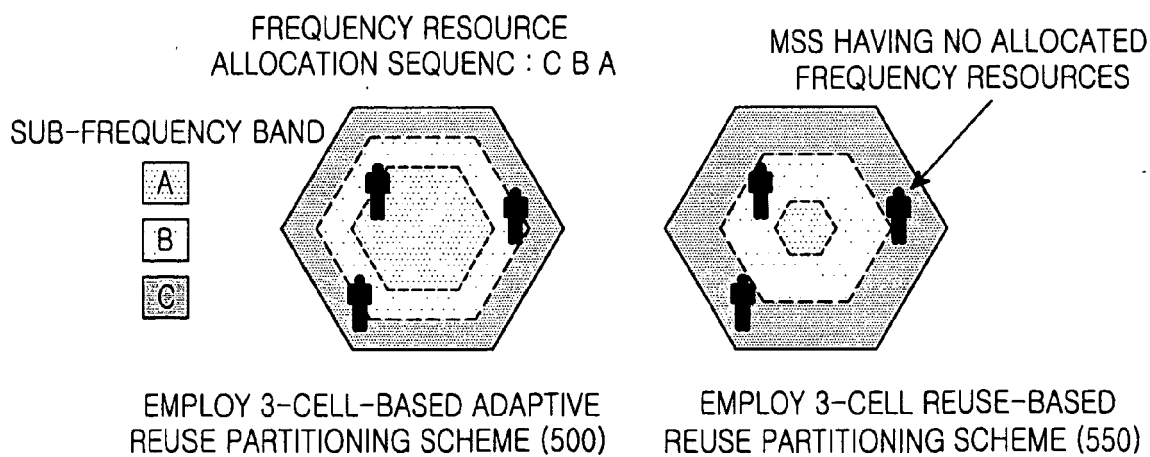 FREQUENCY RESOURCE
ALLOCATION SEQUENC : C B A
MSS HAVING NO ALLOCATED
FREQUENCY RESOURCES
SUB-FREQUENCY BAND
A
B
C
EMPLOY 3-CELL-BASED ADAPTIVE
REUSE PARTITIONING SCHEME (500)
EMPLOY 3-CELL REUSE-BASED
REUSE PARTITIONING SCHEME (550)